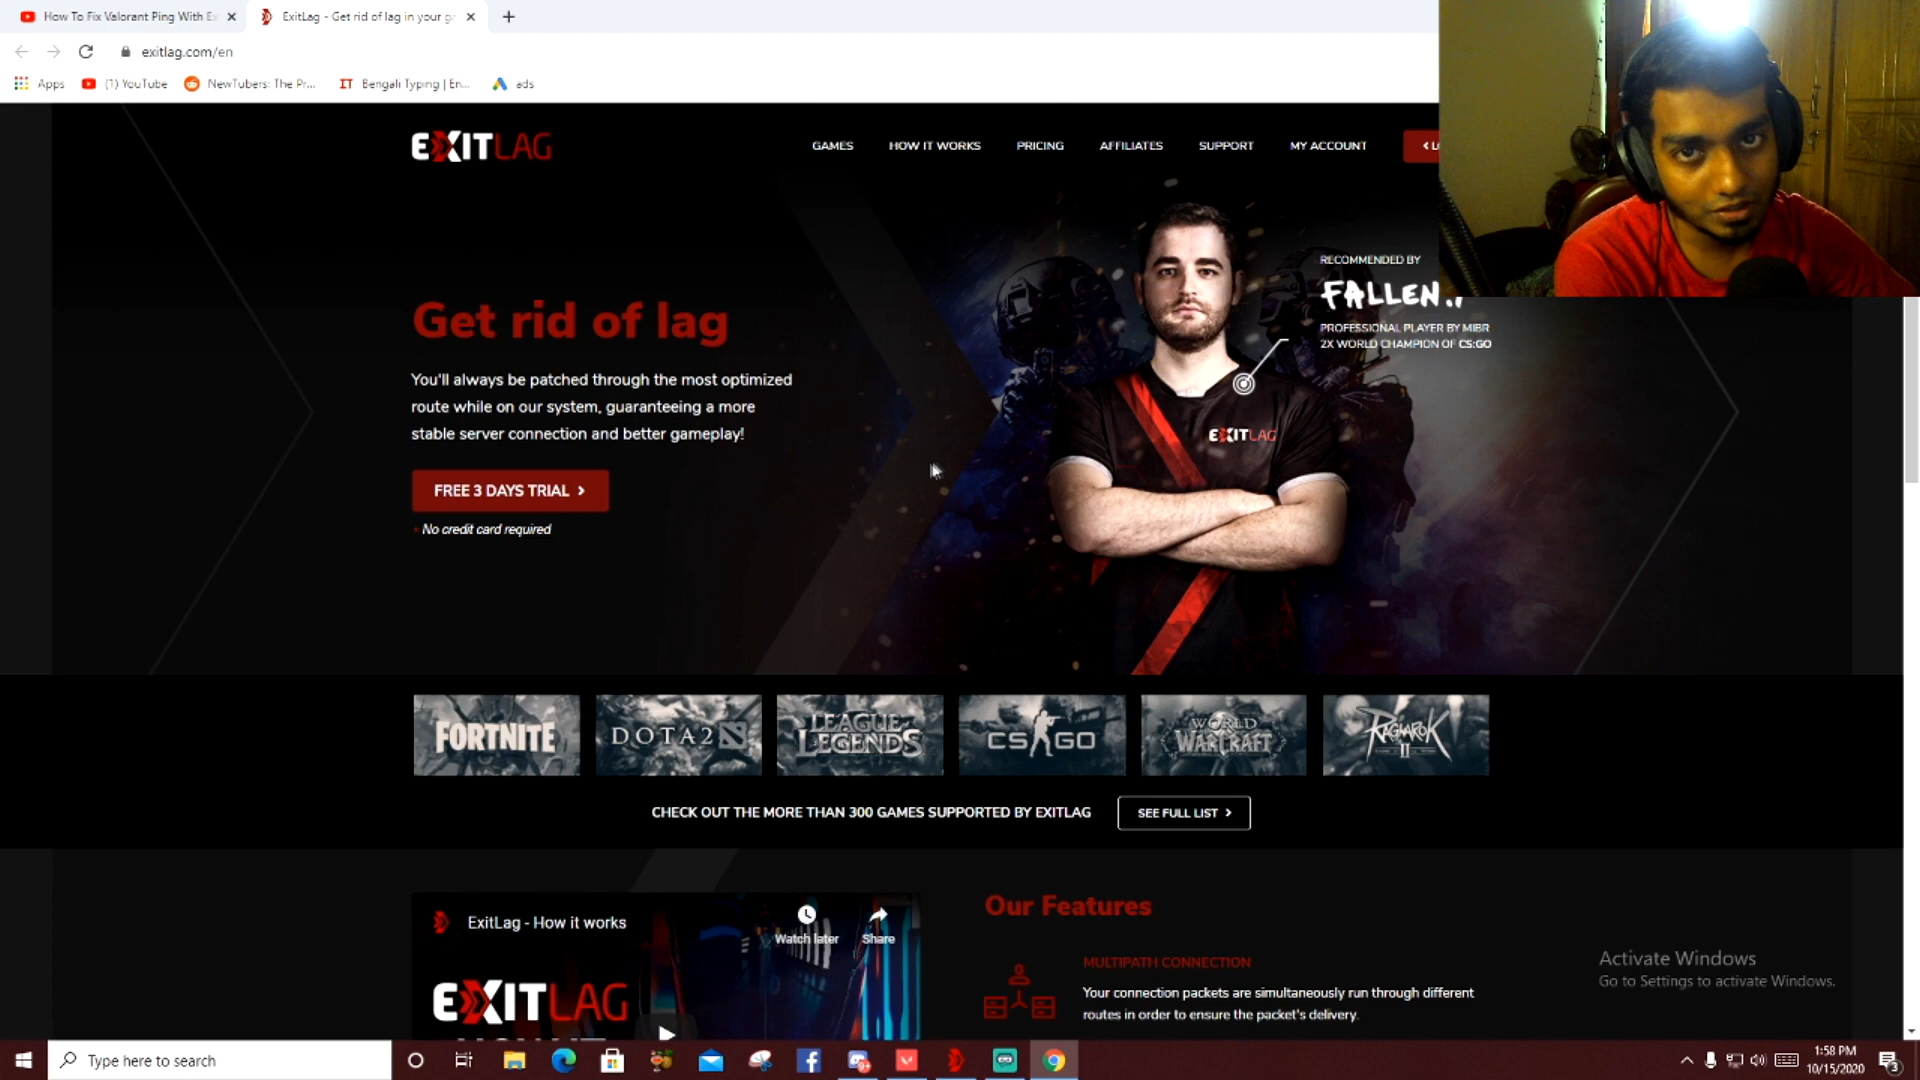 How To Fix Valorant Ping With Ex
ExitLag - Get rid of lag in your g
exitlag.com/en
Apps
(1) YouTube
NewTubers: The Pr...
IT Bengali Typing | En...
ads
EXITLAG
GAMES
HOW IT WORKS
PRICING
AFFILIATES
SUPPORT
MY ACCOUNT
Get rid of lag
You'll always be patched through the most optimized
route while on our system, guaranteeing a more
stable server connection and better gameplay!
FREE 3 DAYS TRIAL >
* No credit card required
RECOMMENDED BY
FALLEN
PROFESSIONAL PLAYER BY MIBR
2X WORLD CHAMPION OF CS:GO
EXITLAG
FORTNITE
DOTA 2
LEAGUE OF LEGENDS
CS GO
WORLD WARCRAFT
RAGNAROK II
CHECK OUT THE MORE THAN 300 GAMES SUPPORTED BY EXITLAG
SEE FULL LIST >
ExitLag - How it works
Watch later
Share
EXITLAG
Our Features
MULTIPATH CONNECTION
Your connection packets are simultaneously run through different
routes in order to ensure the packet's delivery.
Activate Windows
Go to Settings to activate Windows.
Type here to search
1:58 PM
10/15/2020
3